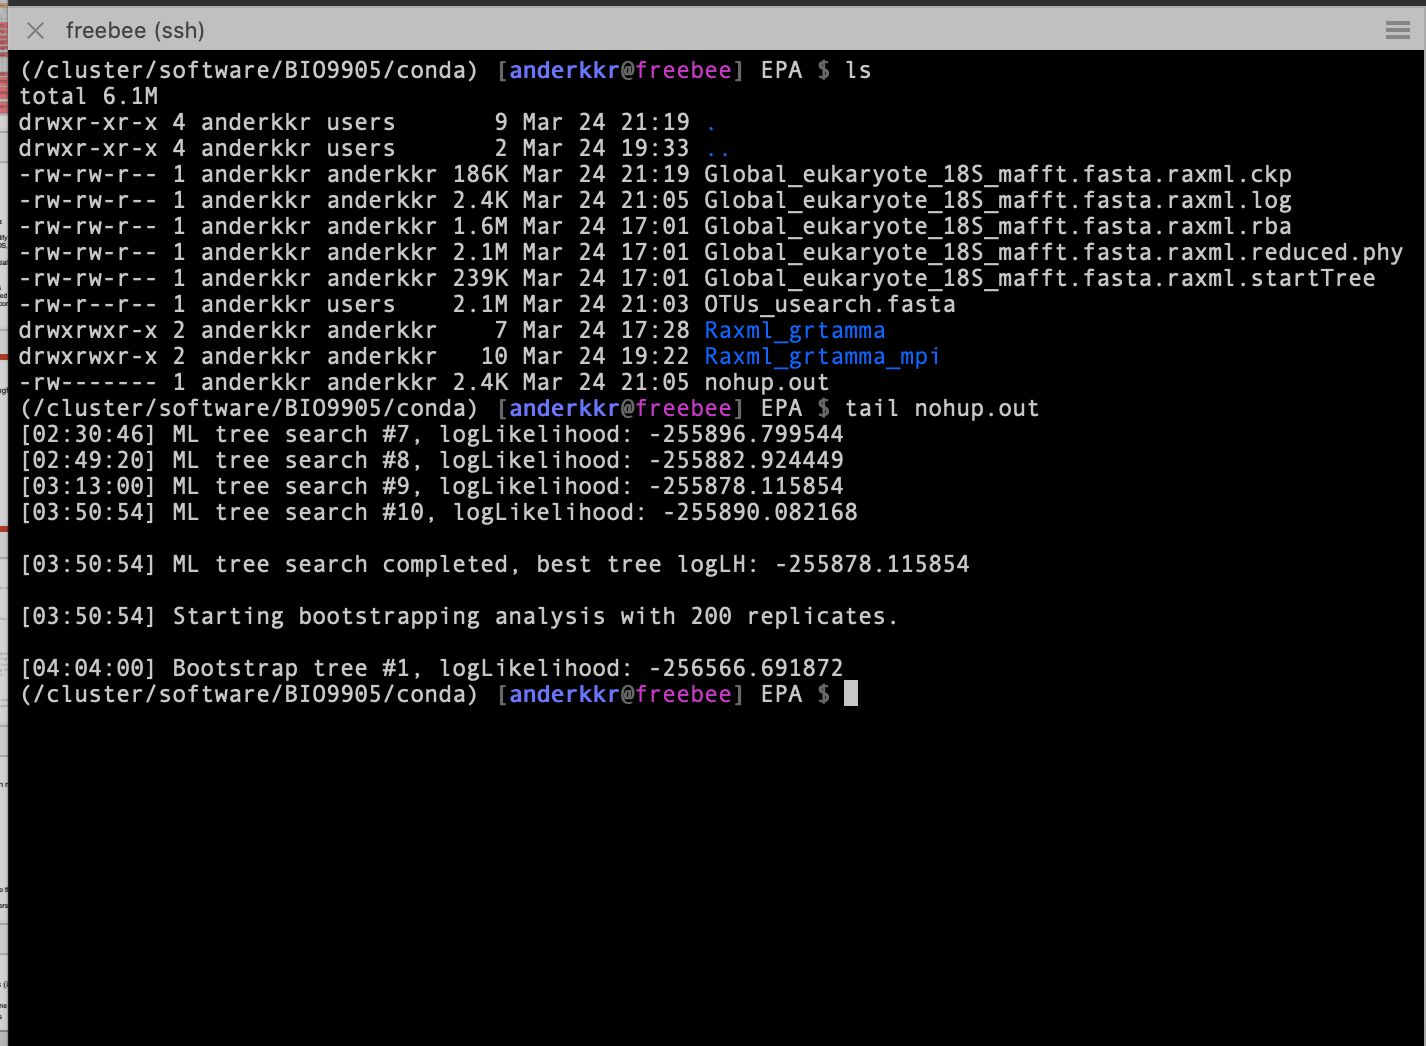 freebee (ssh)
(/cluster/software/BIO9905/conda) [anderkkr@freebee] EPA $ ls
total 6.1M
drwxr-xr-x 4 anderkkr users       9 Mar 24 21:19 .
drwxr-xr-x 4 anderkkr users       2 Mar 24 19:33 ..
-rw-rw-r-- 1 anderkkr anderkkr 186K Mar 24 21:19 Global_eukaryote_18S_mafft.fasta.raxml.ckp
-rw-rw-r-- 1 anderkkr anderkkr 2.4K Mar 24 21:05 Global_eukaryote_18S_mafft.fasta.raxml.log
-rw-rw-r-- 1 anderkkr anderkkr 1.6M Mar 24 17:01 Global_eukaryote_18S_mafft.fasta.raxml.rba
-rw-rw-r-- 1 anderkkr anderkkr 2.1M Mar 24 17:01 Global_eukaryote_18S_mafft.fasta.raxml.reduced.phy
-rw-rw-r-- 1 anderkkr anderkkr 239K Mar 24 17:01 Global_eukaryote_18S_mafft.fasta.raxml.startTree
-rw-r--r-- 1 anderkkr users    2.1M Mar 24 21:03 OTUs_usearch.fasta
drwxrwxr-x 2 anderkkr anderkkr    7 Mar 24 17:28 Raxml_grtamma
drwxrwxr-x 2 anderkkr anderkkr   10 Mar 24 19:22 Raxml_grtamma_mpi
-rw------- 1 anderkkr anderkkr 2.4K Mar 24 21:05 nohup.out
(/cluster/software/BIO9905/conda) [anderkkr@freebee] EPA $ tail nohup.out
[02:30:46] ML tree search #7, logLikelihood: -255896.799544
[02:49:20] ML tree search #8, logLikelihood: -255882.924449
[03:13:00] ML tree search #9, logLikelihood: -255878.115854
[03:50:54] ML tree search #10, logLikelihood: -255890.082168
[03:50:54] ML tree search completed, best tree logLH: -255878.115854
[03:50:54] Starting bootstrapping analysis with 200 replicates.
[04:04:00] Bootstrap tree #1, logLikelihood: -256566.691872
(/cluster/software/BIO9905/conda) [anderkkr@freebee] EPA $